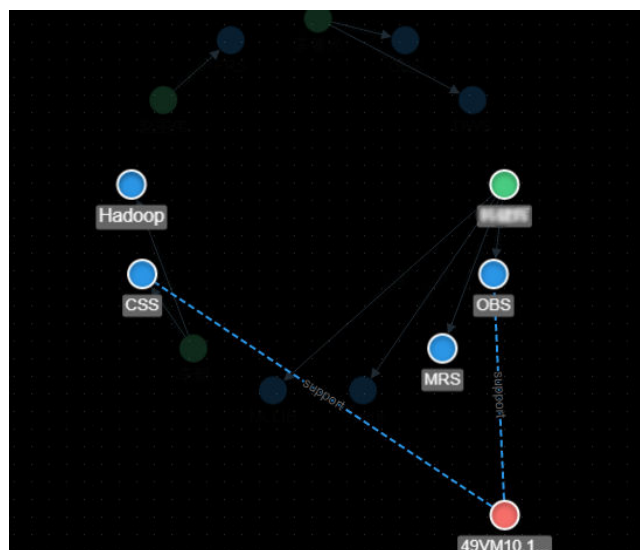 Hadoop
CSS
OBS
MRS
support
support
49VM10.1...